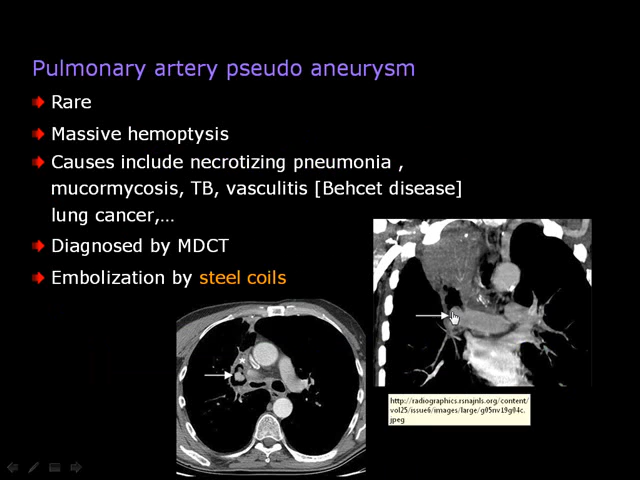 Pulmonary artery pseudo aneurysm
Rare
Massive hemoptysis
Causes include necrotizing pneumonia ,
mucormycosis, TB, vasculitis [Behcet disease]
lung cancer,...
Diagnosed by MDCT
Embolization by steel coils
http://radiographics.rsnajnls.org/content/
vol25/issue6/images/large/g05nv19g04c.
jpeg